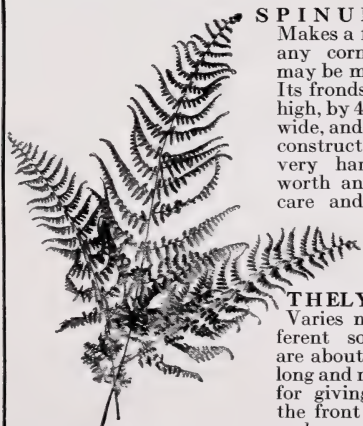 SPINU
Makes a
any corn
may be m
Its fronds
high, by 4
wide, and
construct
very han
worth an
care and
THELY
Varies n
ferent so
are about
long and n
for giving
the front